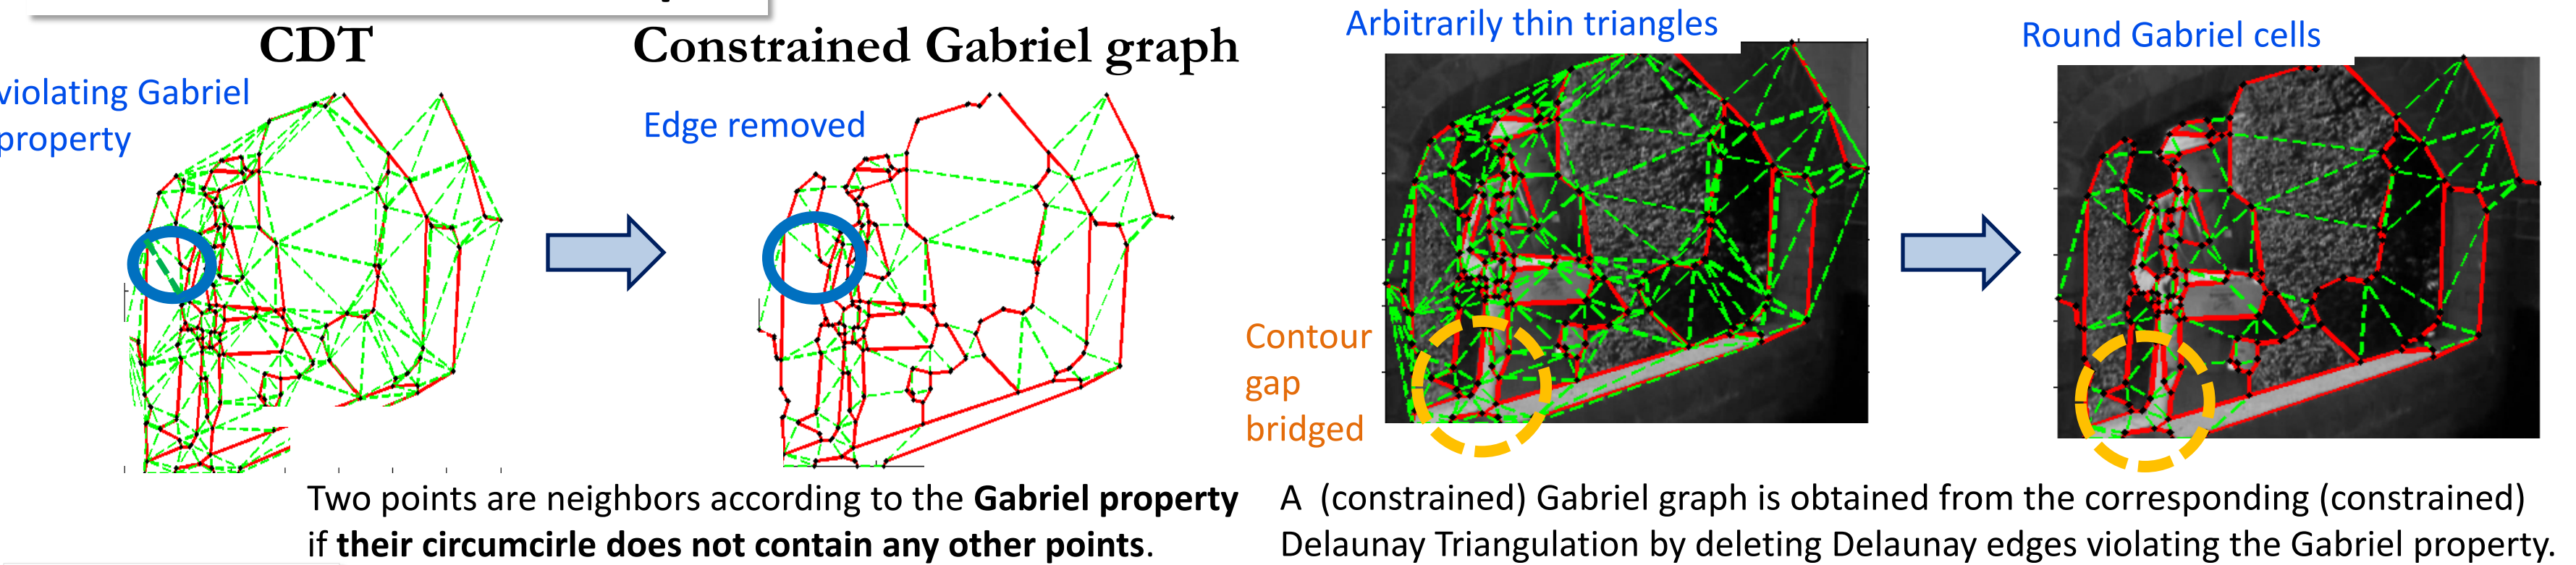 CDT
Constrained Gabriel graph
violating Gabriel
property
Edge removed
Arbitrarily thin triangles
Round Gabriel cells
Contour
gap
bridged
Two points are neighbors according to the Gabriel property
if their circumcirle does not contain any other points.
A (constrained) Gabriel graph is obtained from the corresponding (constrained)
Delaunay Triangulation by deleting Delaunay edges violating the Gabriel property.